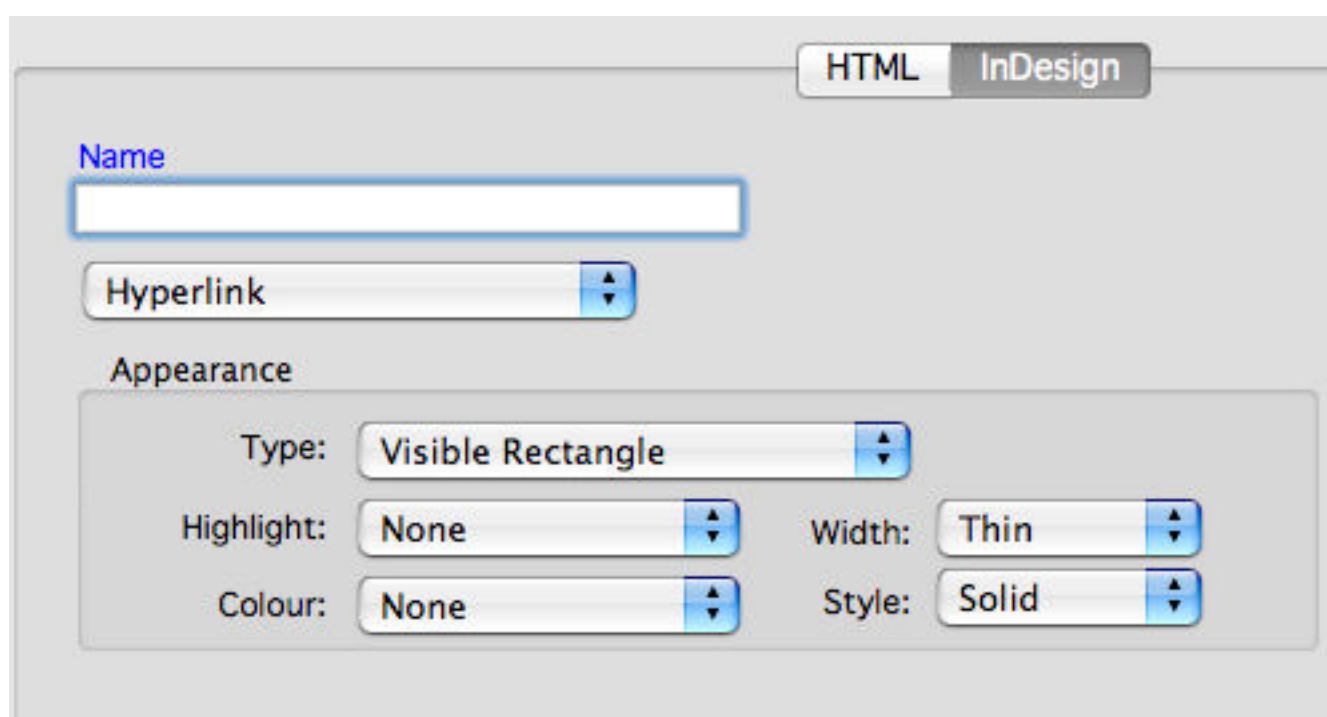 HTML InDesign
Name
Hyperlink
Appearance
Type: Visible Rectangle
Highlight: None Width: Thin
Colour: None Style: Solid